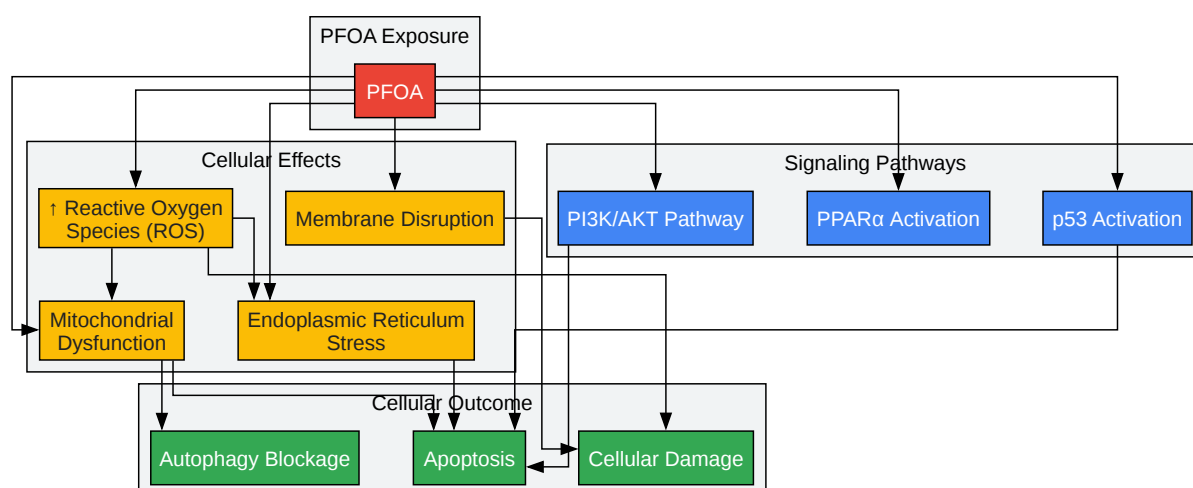 PFOA Exposure
PFOA
Cellular Effects
Signaling Pathways
↑ Reactive Oxygen
Species (ROS)
Membrane Disruption
PI3K/AKT Pathway
PPARα Activation
p53 Activation
Mitochondrial
Dysfunction
Endoplasmic Reticulum
Stress
Cellular Outcome
Autophagy Blockage
Apoptosis
Cellular Damage